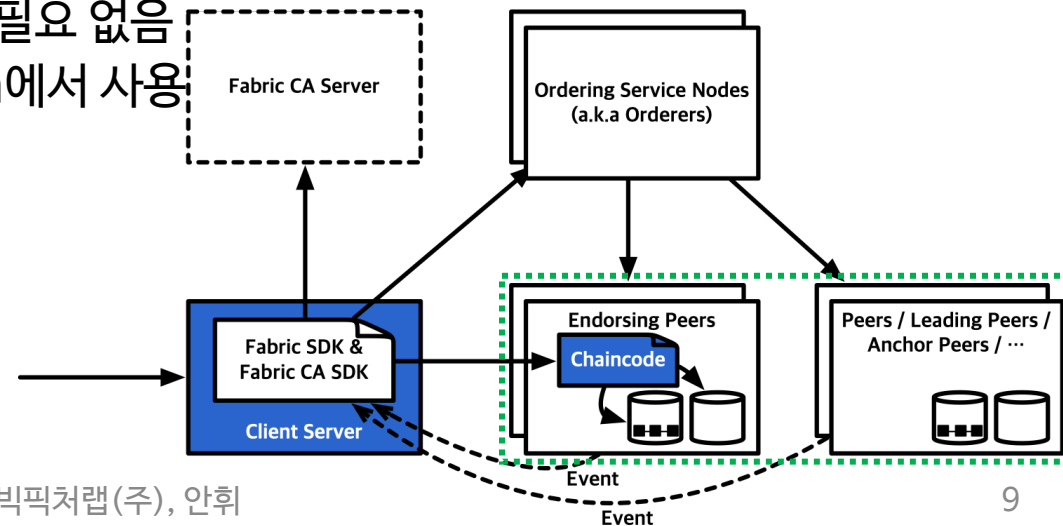 필요 없음
에서 사용
Fabric CA Server
Ordering Service Nodes
(a.k.a Orderers)
Fabric SDK &
Fabric CA SDK
Client Server
Endorsing Peers
Chaincode
Peers / Leading Peers /
Anchor Peers / ⋯
Event
Event
빅픽처랩(주), 안휘
9